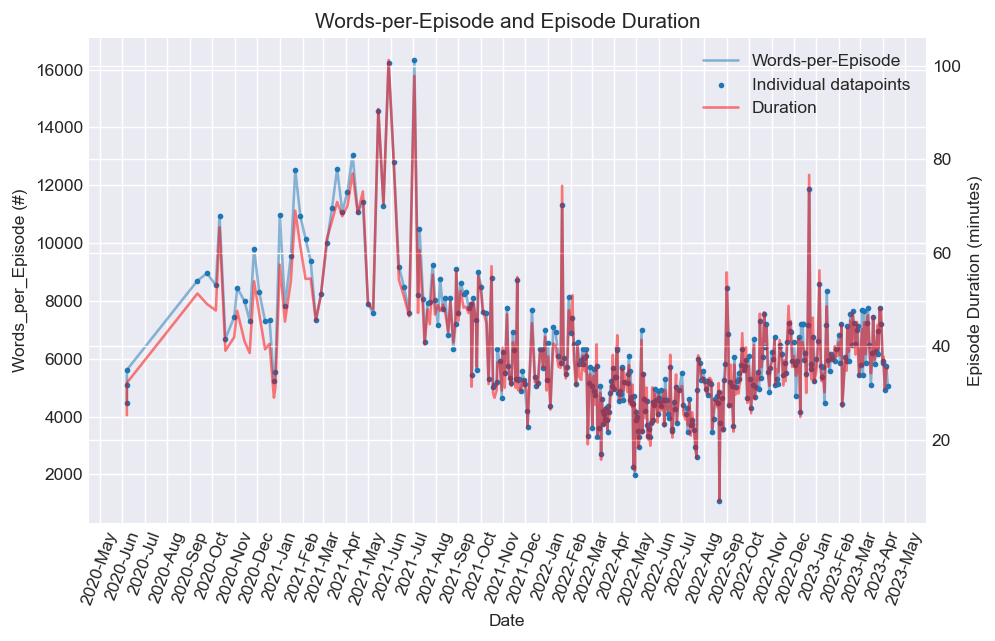 Words-per-Episode and Episode Duration
Words-per-Episode
Individual datapoints
Duration
Words_per_Episode (#)
16000
14000
12000
10000
8000
6000
4000
2000
100
80
60
40
20
Episode Duration (minutes)
2020-May
2020-Jun
2020-Jul
2020-Aug
2020-Sep
2020-Oct
2020-Nov
2020-Dec
2021-Jan
2021-Feb
2021-Mar
2021-Apr
2021-May
2021-Jun
2021-Jul
2021-Aug
2021-Sep
2021-Oct
2021-Nov
2021-Dec
2022-Jan
2022-Feb
2022-Mar
2022-Apr
2022-May
2022-Jun
2022-Jul
2022-Aug
2022-Sep
2022-Oct
2022-Nov
2022-Dec
2023-Jan
2023-Feb
2023-Mar
2023-Apr
2023-May
Date